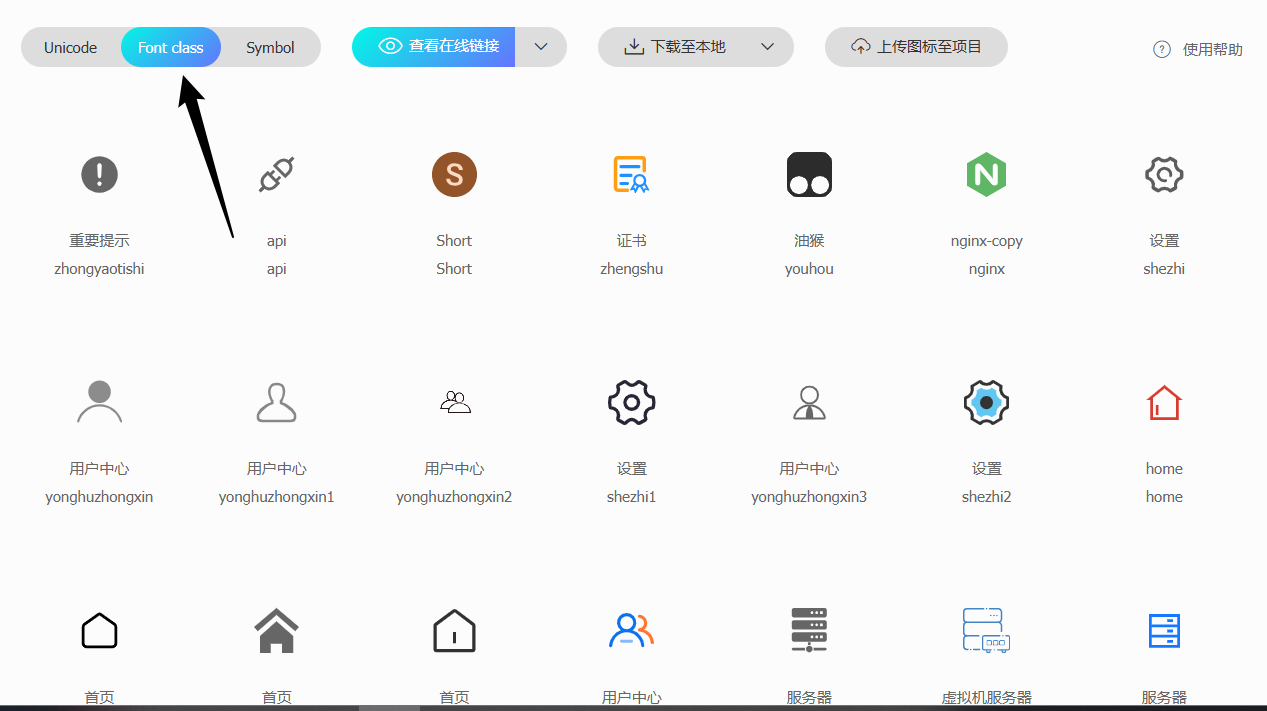 Unicode Font class Symbol 查看在线链接 下载至本地 上传图标至项目 ? 使用帮助
S N
重要提示 api Short 证书 油猴 nginx-copy 设置
zhongyaotishi api Short zhengshu youhou nginx shezhi
用户中心 用户中心 用户中心 设置 用户中心 设置 home
yonghuzhongxin yonghuzhongxin1 yonghuzhongxin2 shezhi1 yonghuzhongxin3 shezhi2 home
首页 首页 首页 用户中心 服务器 虚拟机服务器 服务器